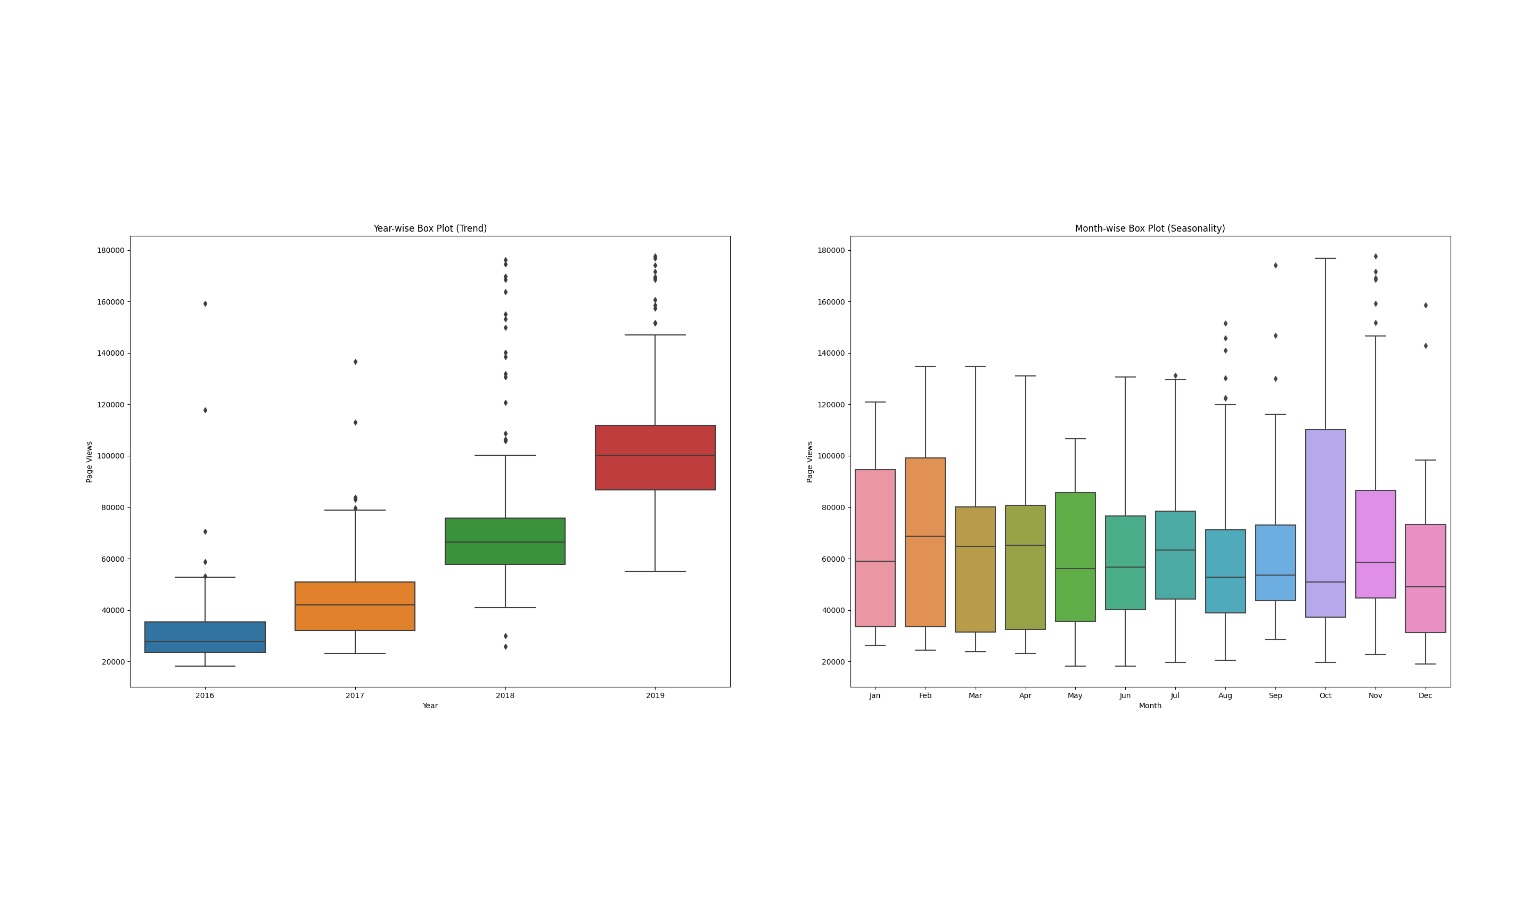 Year-wise Box Plot (Trend)
180000
160000
140000
120000
100000
80000
60000
40000
20000
Page Views
2016 2017 2018 2019
Year
Month-wise Box Plot (Seasonality)
180000
160000
140000
120000
100000
80000
60000
40000
20000
Page Views
Jan Feb Mar Apr May Jun Jul Aug Sep Oct Nov Dec
Month